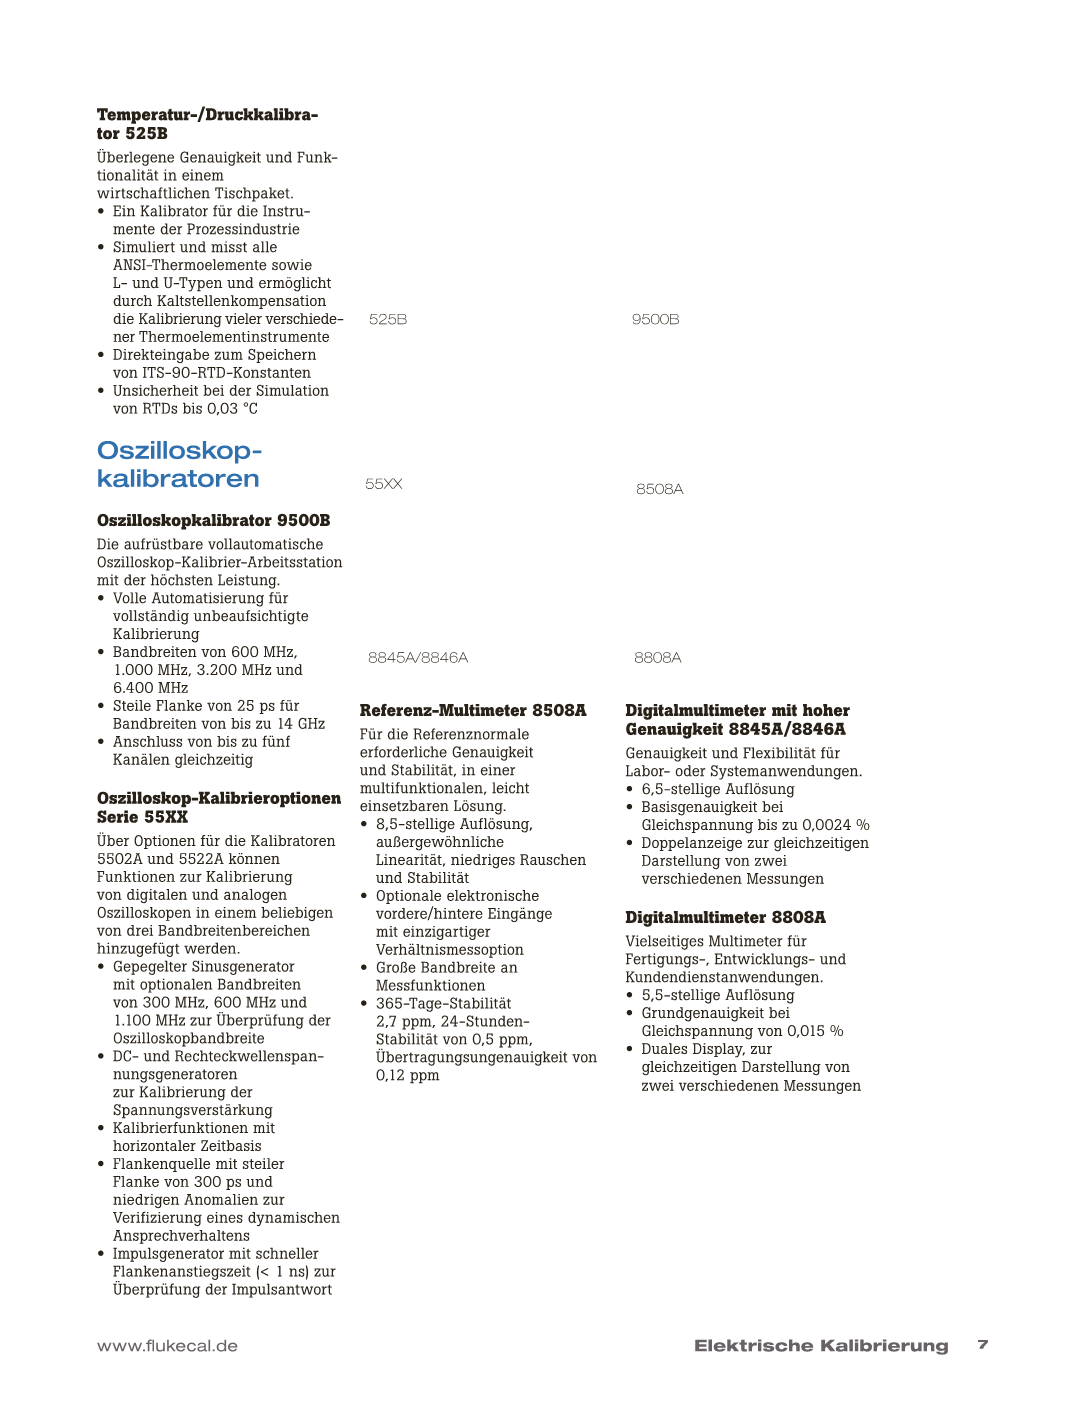 Temperatur-/Druckkalibra-
tor 525B
Überlegene Genauigkeit und Funk-
tionalität in einem
wirtschaftlichen Tischpaket.
• Ein Kalibrator für die Instru-
mente der Prozessindustrie
• Simuliert und misst alle
ANSI-Thermoelemente sowie
L- und U-Typen und ermöglicht
durch Kaltstellenkompensation
die Kalibrierung vieler verschiede-
ner Thermoelementinstrumente
• Direkteingabe zum Speichern
von ITS-90-RTD-Konstanten
• Unsicherheit bei der Simulation
von RTDs bis 0,03 °C
Oszilloskop-
kalibratoren
Oszilloskopkalibrator 9500B
Die aufrüstbare vollautomatische
Oszilloskop-Kalibrier-Arbeitsstation
mit der höchsten Leistung.
• Volle Automatisierung für
vollständig unbeaufsichtigte
Kalibrierung
• Bandbreiten von 600 MHz,
1.000 MHz, 3.200 MHz und
6.400 MHz
• Steile Flanke von 25 ps für
Bandbreiten von bis zu 14 GHz
• Anschluss von bis zu fünf
Kanälen gleichzeitig
Oszilloskop-Kalibrieroptionen
Serie 55XX
Über Optionen für die Kalibratoren
5502A und 5522A können
Funktionen zur Kalibrierung
von digitalen und analogen
Oszilloskopen in einem beliebigen
von drei Bandbreitenbereichen
hinzugefügt werden.
• Gepegelter Sinusgenerator
mit optionalen Bandbreiten
von 300 MHz, 600 MHz und
1.100 MHz zur Überprüfung der
Oszilloskopbandbreite
• DC- und Rechteckwellenspan-
nungsgeneratoren
zur Kalibrierung der
Spannungsverstärkung
• Kalibrierfunktionen mit
horizontaler Zeitbasis
• Flankenquelle mit steiler
Flanke von 300 ps und
niedrigen Anomalien zur
Verifizierung eines dynamischen
Ansprechverhaltens
• Impulsgenerator mit schneller
Flankenanstiegszeit (< 1 ns) zur
Überprüfung der Impulsantwort
525B
9500B
55XX
8508A
8845A/8846A
8808A
Referenz-Multimeter 8508A
Für die Referenznormale
erforderliche Genauigkeit
und Stabilität, in einer
multifunktionalen, leicht
einsetzbaren Lösung.
• 8,5-stellige Auflösung,
außergewöhnliche
Linearität, niedriges Rauschen
und Stabilität
• Optionale elektronische
vordere/hintere Eingänge
mit einzigartiger
Verhältnismessoption
• Große Bandbreite an
Messfunktionen
• 365-Tage-Stabilität
2,7 ppm, 24-Stunden-
Stabilität von 0,5 ppm,
Übertragungsungenauigkeit von
0,12 ppm
Digitalmultimeter mit hoher
Genauigkeit 8845A/8846A
Genauigkeit und Flexibilität für
Labor- oder Systemanwendungen.
• 6,5-stellige Auflösung
• Basisgenauigkeit bei
Gleichspannung bis zu 0,0024 %
• Doppelanzeige zur gleichzeitigen
Darstellung von zwei
verschiedenen Messungen
Digitalmultimeter 8808A
Vielseitiges Multimeter für
Fertigungs-, Entwicklungs- und
Kundendienstanwendungen.
• 5,5-stellige Auflösung
• Grundgenauigkeit bei
Gleichspannung von 0,015 %
• Duales Display, zur
gleichzeitigen Darstellung von
zwei verschiedenen Messungen
www.flukecal.de
Elektrische Kalibrierung 7